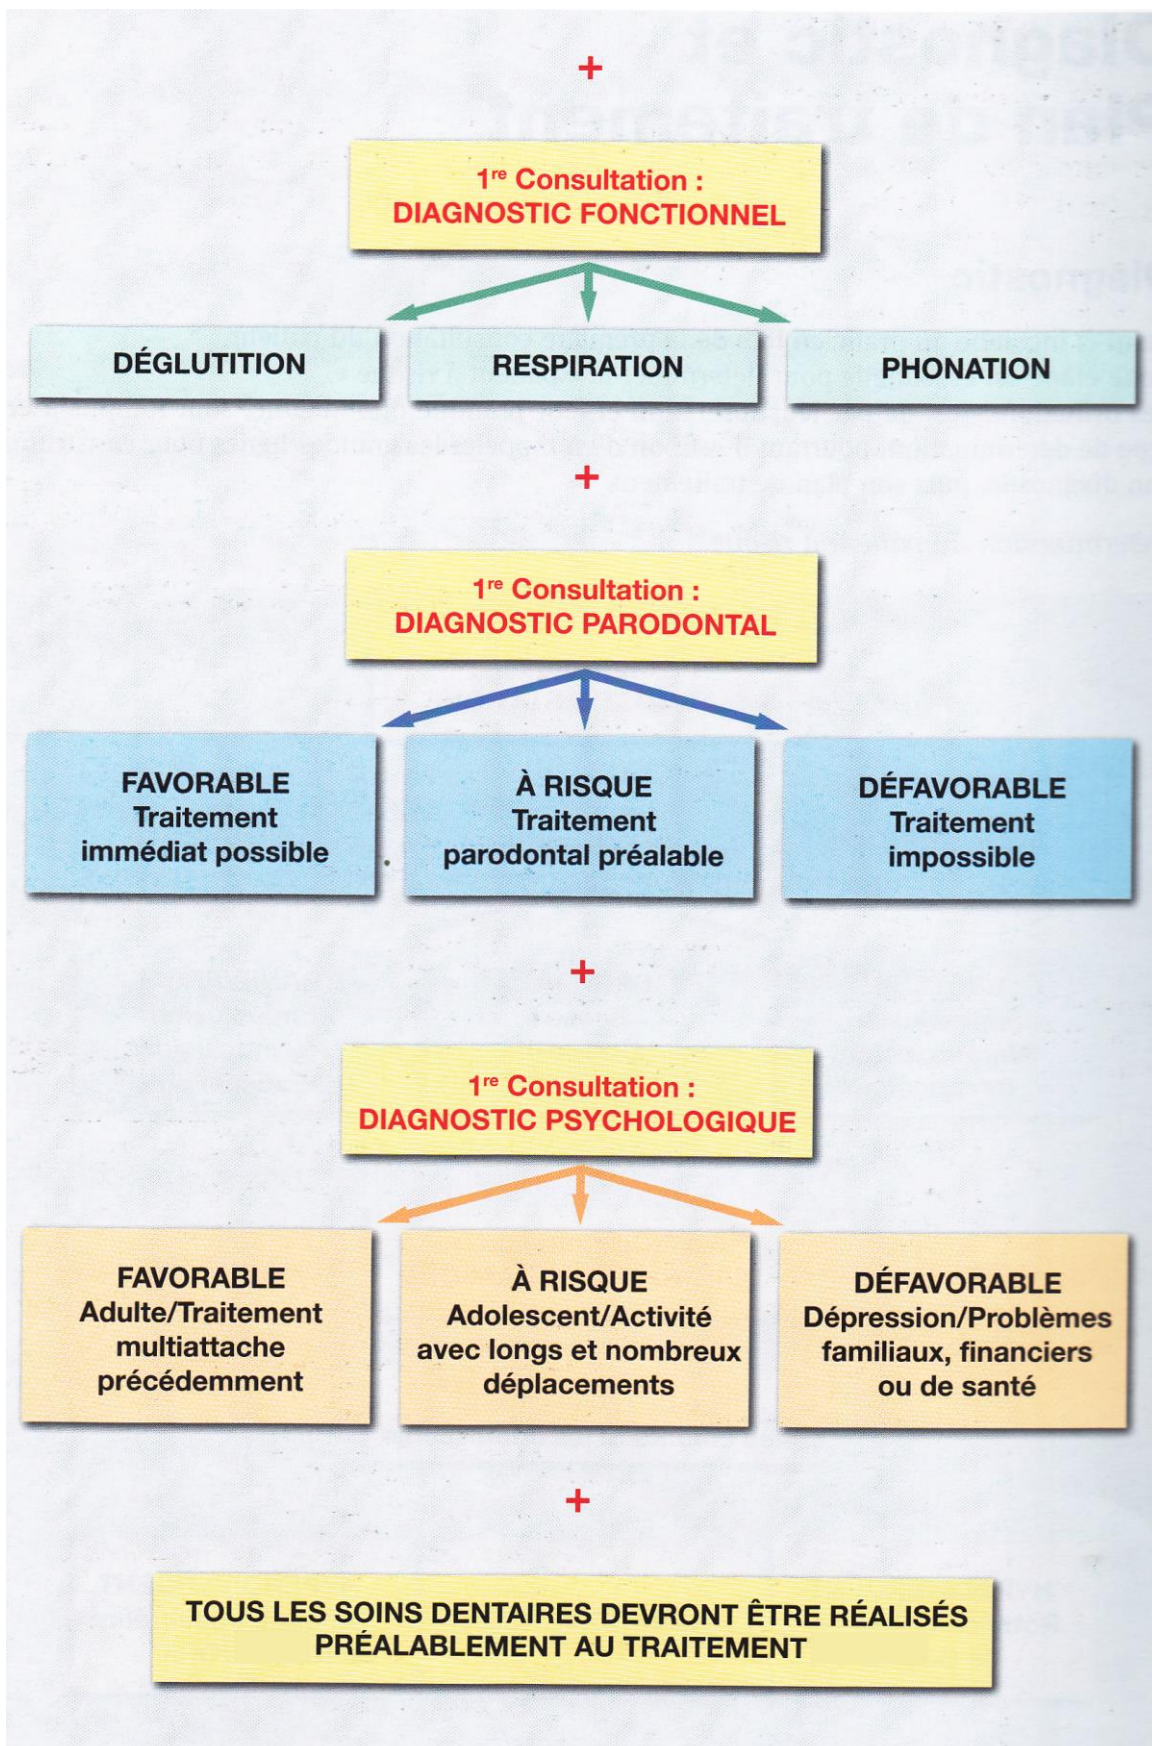 +
1re Consultation :
DIAGNOSTIC FONCTIONNEL
DÉGLUTITION
RESPIRATION
PHONATION
+
1re Consultation :
DIAGNOSTIC PARODONTAL
FAVORABLE
Traitement
immédiat possible
À RISQUE
Traitement
parodontal préalable
DÉFAVORABLE
Traitement
impossible
+
1re Consultation :
DIAGNOSTIC PSYCHOLOGIQUE
FAVORABLE
Adulte/Traitement
multiattache
précédemment
À RISQUE
Adolescent/Activité
avec longs et nombreux
déplacements
DÉFAVORABLE
Dépression/Problèmes
familiaux, financiers
ou de santé
+
TOUS LES SOINS DENTAIRES DEVRONT ÊTRE RÉALISÉS
PRÉALABLEMENT AU TRAITEMENT